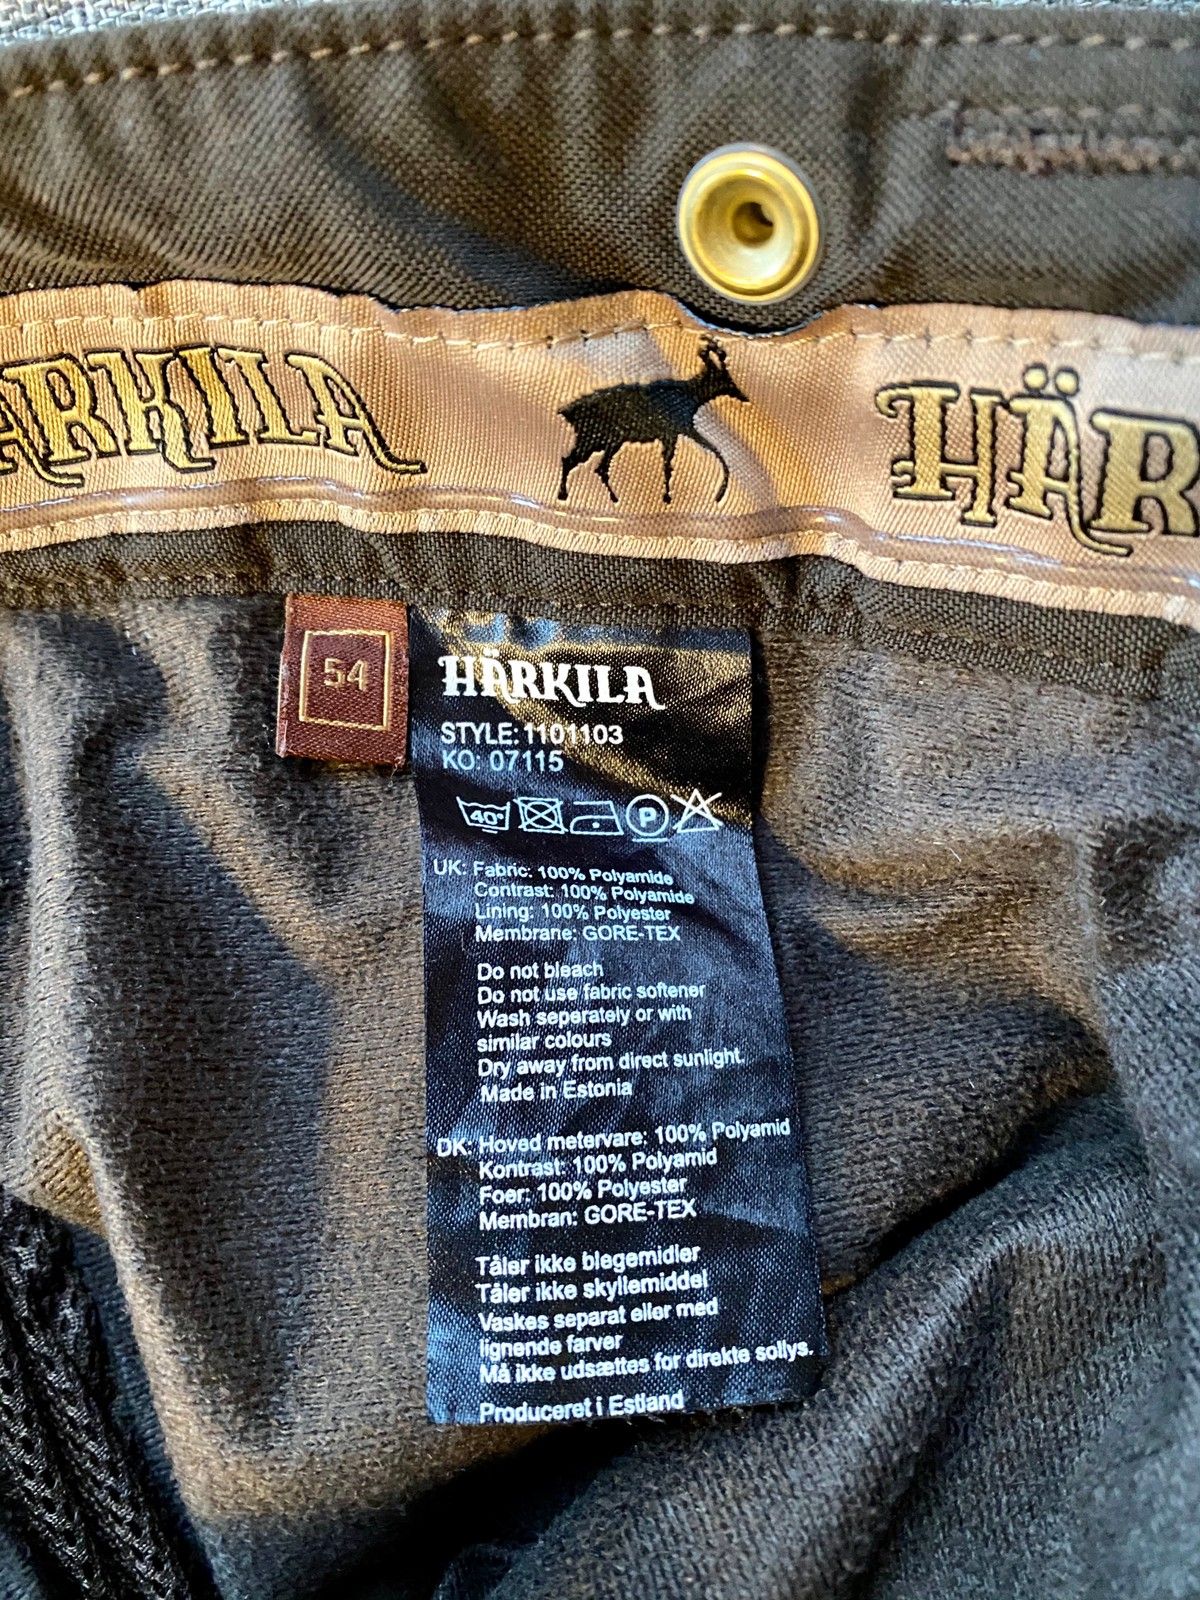 ÄRKILA
HÄR
54
HÄRKILA
STYLE: 1101103
KO: 07115
40°
P
UK: Fabric: 100% Polyamide
Contrast: 100% Polyamide
Lining: 100% Polyester
Membrane: GORE-TEX
Do not bleach
Do not use fabric softener
Wash seperately or with
similar colours
Dry away from direct sunlight.
Made in Estonia
DK: Hoved metervare: 100% Polyamid
Kontrast: 100% Polyamid
Foer: 100% Polyester
Membran: GORE-TEX
Tåler ikke blegemidler
Tåler ikke skyllemiddel
Vaskes separat eller med
lignende farver
Må ikke udsættes for direkte sollys.
Produceret i Estland